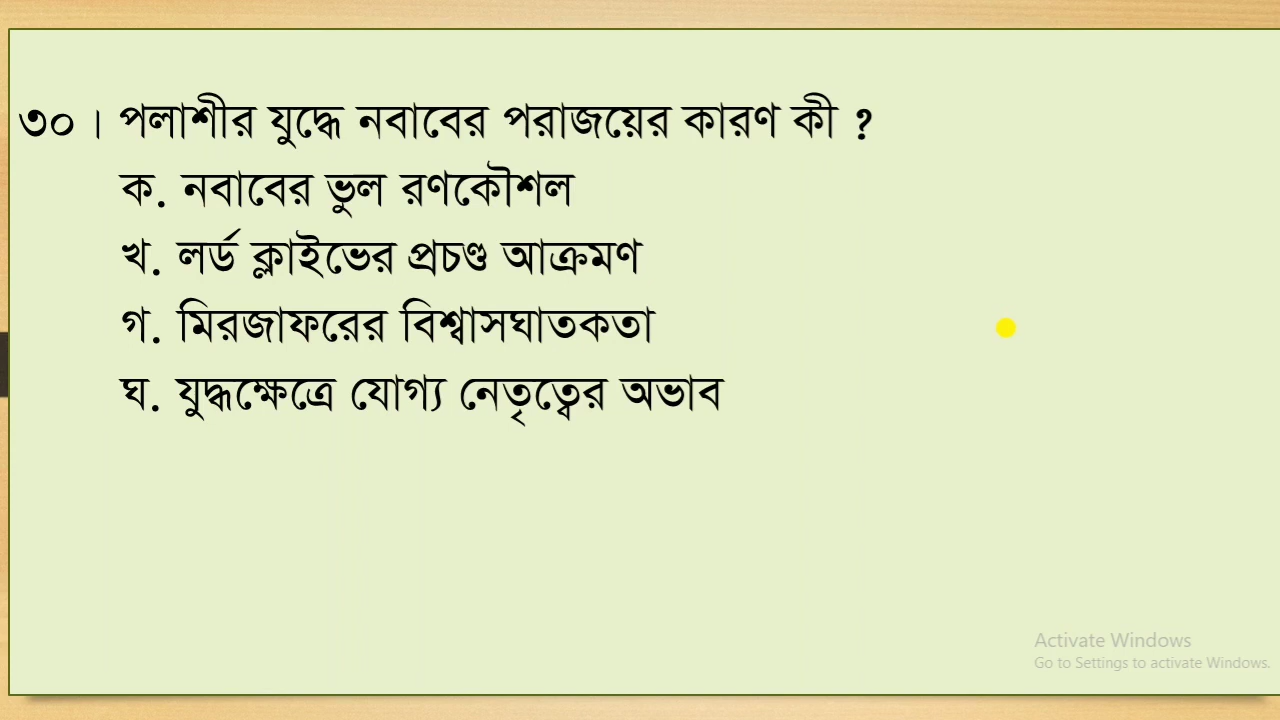 ৩০ । পলাশীর যুদ্ধে নবাবের পরাজয়ের কারণ কী ?
ক. নবাবের ভুল রণকৌশল
খ. লর্ড ক্লাইভের প্রচণ্ড আক্রমণ
গ. মিরজাফরের বিশ্বাসঘাতকতা
ঘ. যুদ্ধক্ষেত্রে যোগ্য নেতৃত্বের অভাব
Activate Windows
Go to Settings to activate Windows.